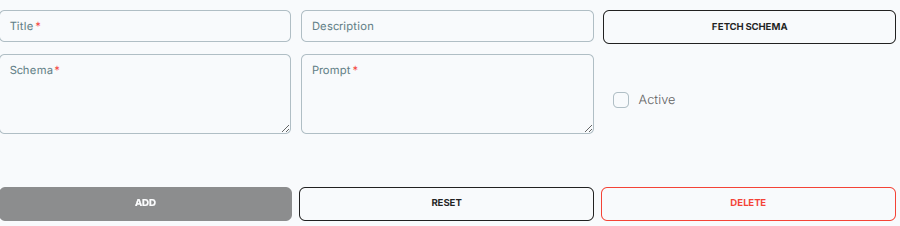 Title *
Description
FETCH SCHEMA
Schema *
Prompt *
Active
ADD
RESET
DELETE